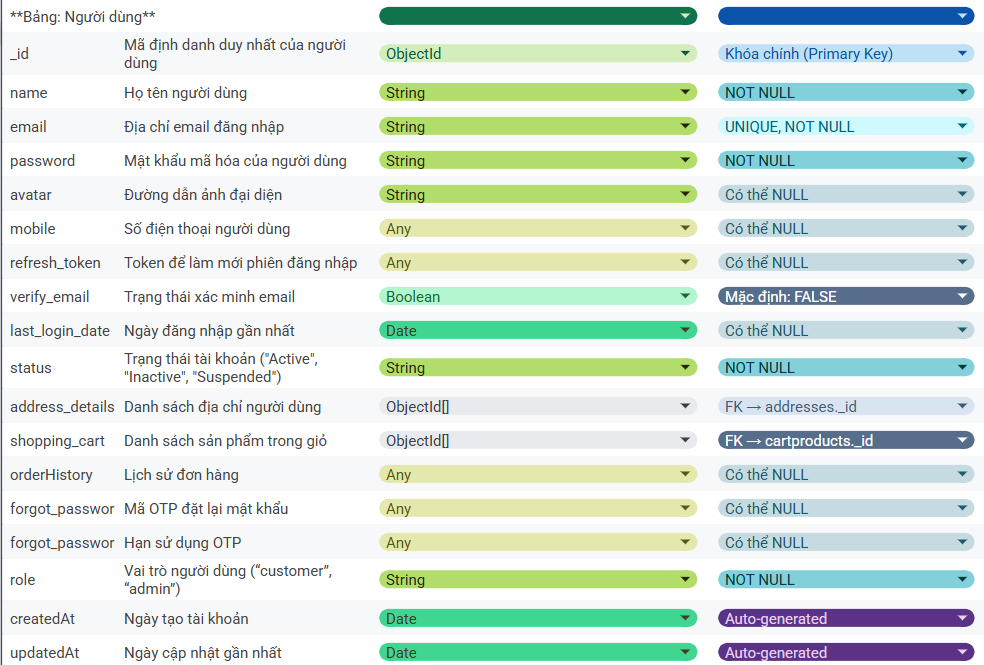 **Bảng: Người dùng**
_id Mã định danh duy nhất của người dùng ObjectId Khóa chính (Primary Key)
name Họ tên người dùng String NOT NULL
email Địa chỉ email đăng nhập String UNIQUE, NOT NULL
password Mật khẩu mã hóa của người dùng String NOT NULL
avatar Đường dẫn ảnh đại diện String Có thể NULL
mobile Số điện thoại người dùng Any Có thể NULL
refresh_token Token để làm mới phiên đăng nhập Any Có thể NULL
verify_email Trạng thái xác minh email Boolean Mặc định: FALSE
last_login_date Ngày đăng nhập gần nhất Date Có thể NULL
status Trạng thái tài khoản ("Active", "Inactive", "Suspended") String NOT NULL
address_details Danh sách địa chỉ người dùng ObjectId[] FK → addresses._id
shopping_cart Danh sách sản phẩm trong giỏ ObjectId[] FK → cartproducts._id
orderHistory Lịch sử đơn hàng Any Có thể NULL
forgot_passwor Mã OTP đặt lại mật khẩu Any Có thể NULL
forgot_passwor Hạn sử dụng OTP Any Có thể NULL
role Vai trò người dùng (“customer”, “admin”) String NOT NULL
createdAt Ngày tạo tài khoản Date Auto-generated
updatedAt Ngày cập nhật gần nhất Date Auto-generated